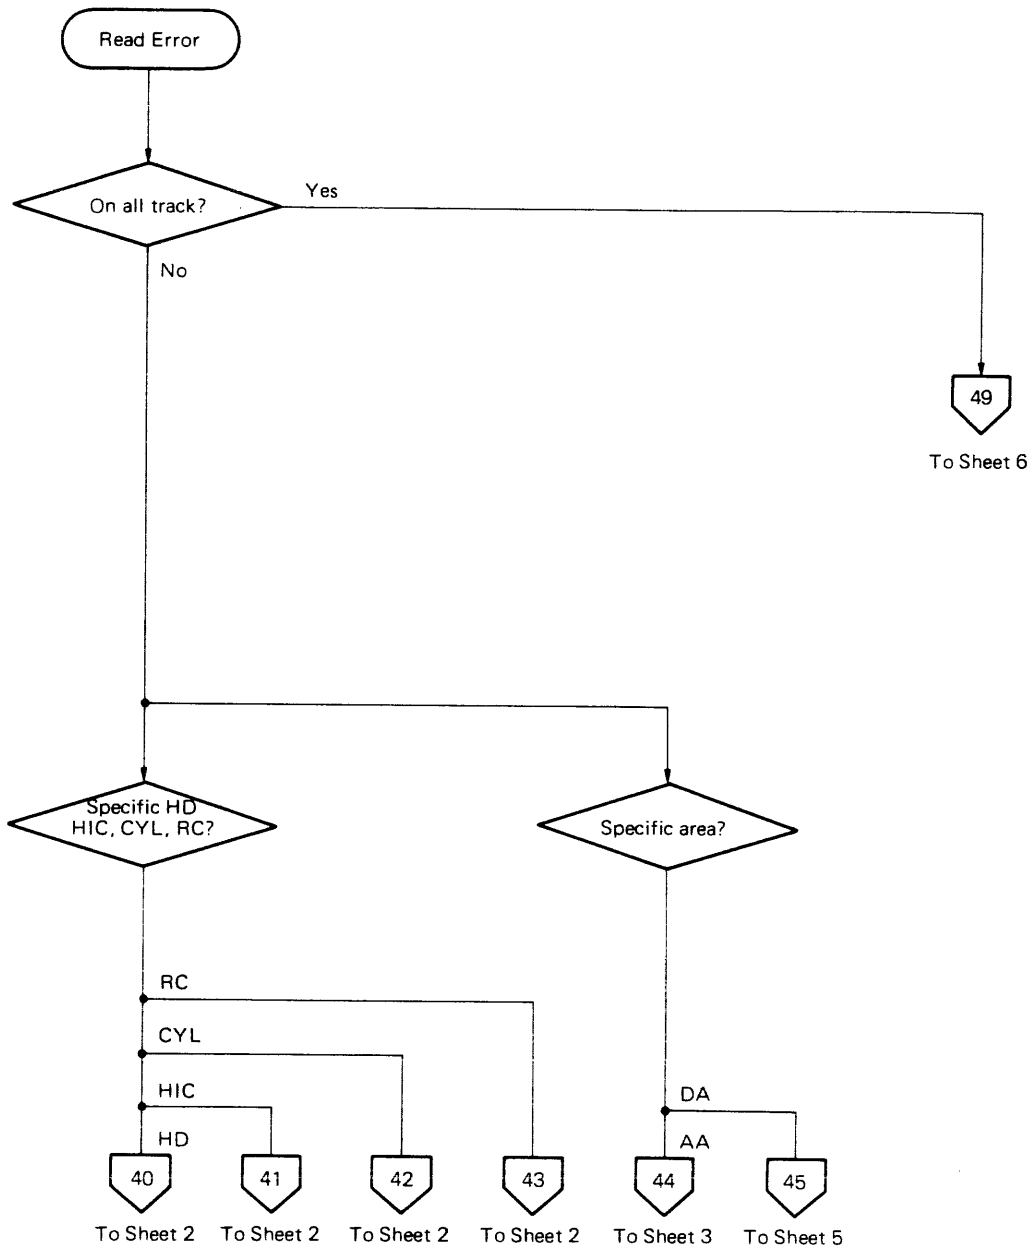 Read Error
On all track?
Yes
No
49
To Sheet 6
Specific HD
HIC, CYL, RC?
Specific area?
RC
CYL
HIC
HD
DA
AA
40
41
42
43
44
45
To Sheet 2
To Sheet 2
To Sheet 2
To Sheet 2
To Sheet 3
To Sheet 5